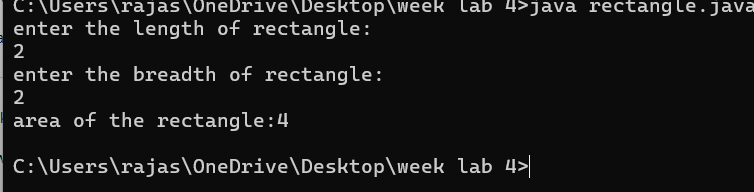 C:\Users\rajas\OneDrive\Desktop\week lab 4>java rectangle.java
enter the length of rectangle:
2
enter the breadth of rectangle:
2
area of the rectangle:4
C:\Users\rajas\OneDrive\Desktop\week lab 4>